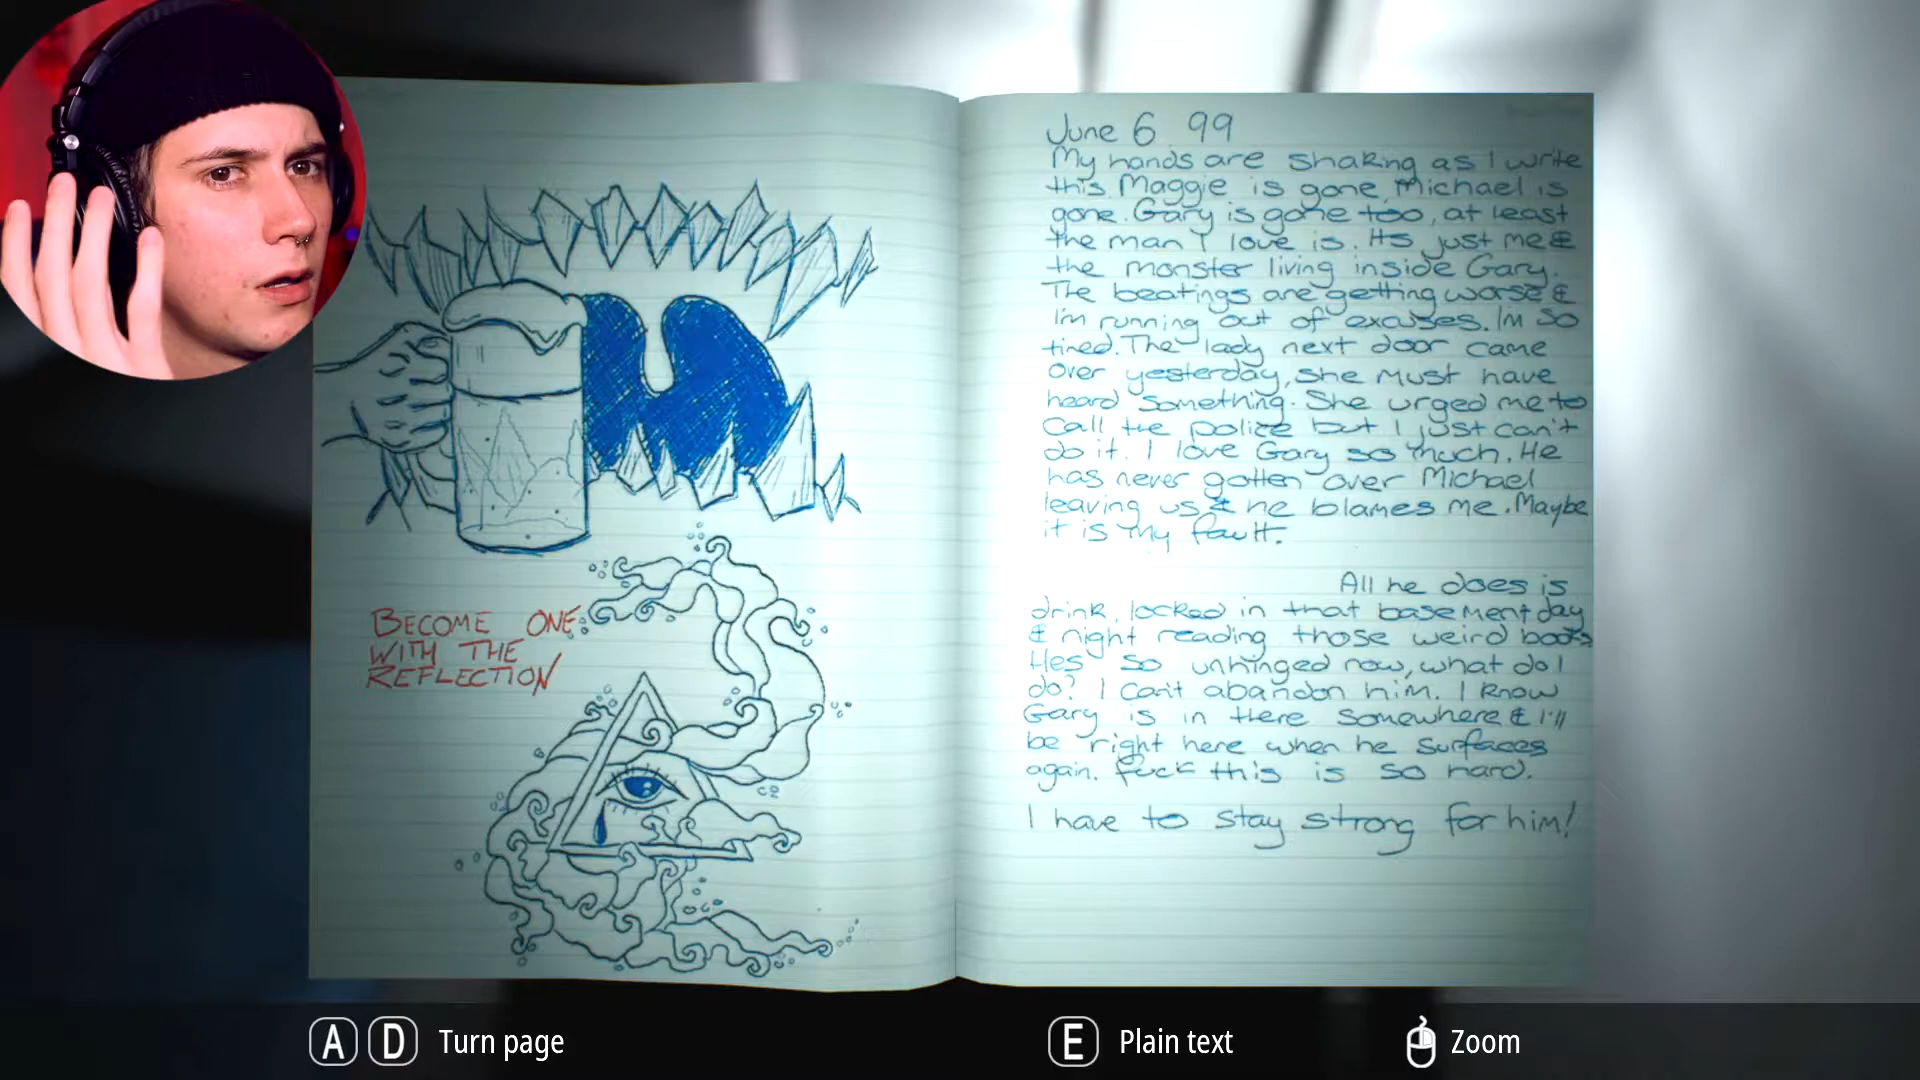 BECOME ONE
WITH THE
REFLECTION
June 6 99
My hands are shaking as I write
this. Maggie is gone, Michael is
gone. Gary is gone too, at least
the man I love is. Its just me &
the monster living inside Gary.
The beatings are getting worse &
I'm running out of excuses. Im so
tired. The lady next door came
over yesterday, she must have
heard something. She urged me to
call the police but I just can't
do it. I love Gary so much. He
has never gotten over Michael
leaving us & he blames me. Maybe
it is my fault.
All he does is
drink, locked in that basement day
& night reading those weird books
Hes so unhinged now, what do I
do? I can't abandon him. I know
Gary is in there somewhere & I'll
be right here when he surfaces
again. Fuck this is so hard.
I have to stay strong for him!
A D Turn page
E Plain text
Zoom